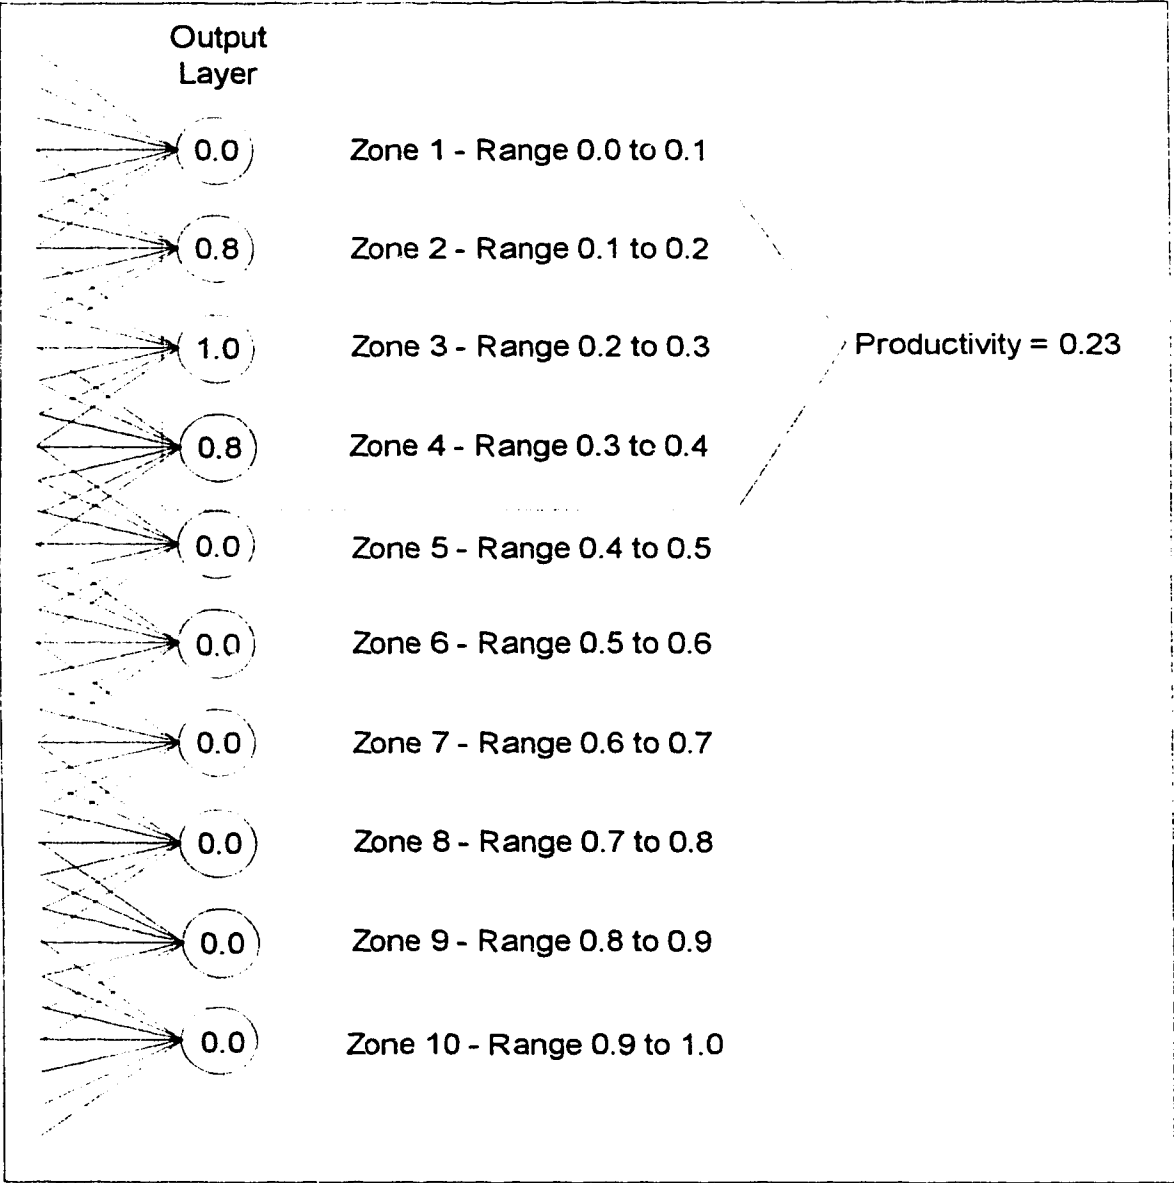 Output
Layer
0.0
Zone 1 - Range 0.0 to 0.1
0.8
Zone 2 - Range 0.1 to 0.2
1.0
Zone 3 - Range 0.2 to 0.3
Productivity = 0.23
0.8
Zone 4 - Range 0.3 to 0.4
0.0
Zone 5 - Range 0.4 to 0.5
0.0
Zone 6 - Range 0.5 to 0.6
0.0
Zone 7 - Range 0.6 to 0.7
0.0
Zone 8 - Range 0.7 to 0.8
0.0
Zone 9 - Range 0.8 to 0.9
0.0
Zone 10 - Range 0.9 to 1.0